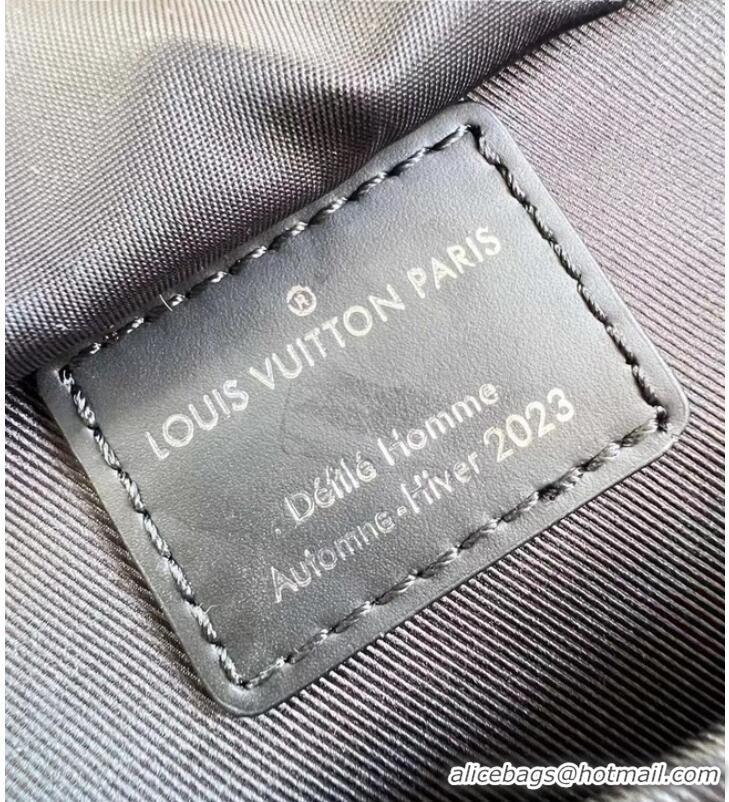 ®
LOUIS VUITTON PARIS
Défilé Homme
Automne-Hiver 2023
alicebags@hotmail.com